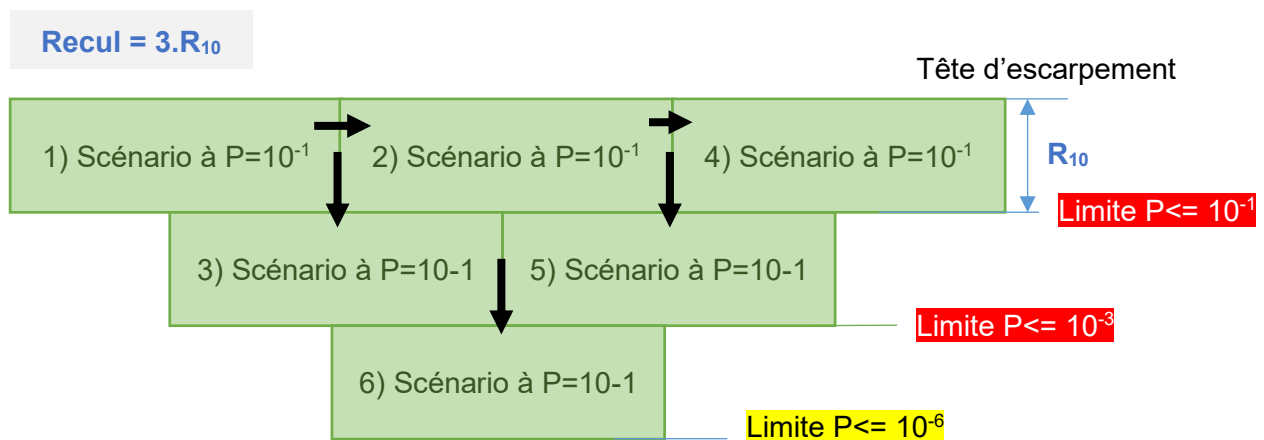 Recul = 3.R₁₀
Tête d'escarpement
1) Scénario à P=10⁻¹
2) Scénario à P=10⁻¹
4) Scénario à P=10⁻¹
R₁₀
Limite P<= 10⁻¹
3) Scénario à P=10-1
5) Scénario à P=10-1
Limite P<= 10⁻³
6) Scénario à P=10-1
Limite P<= 10⁻⁶